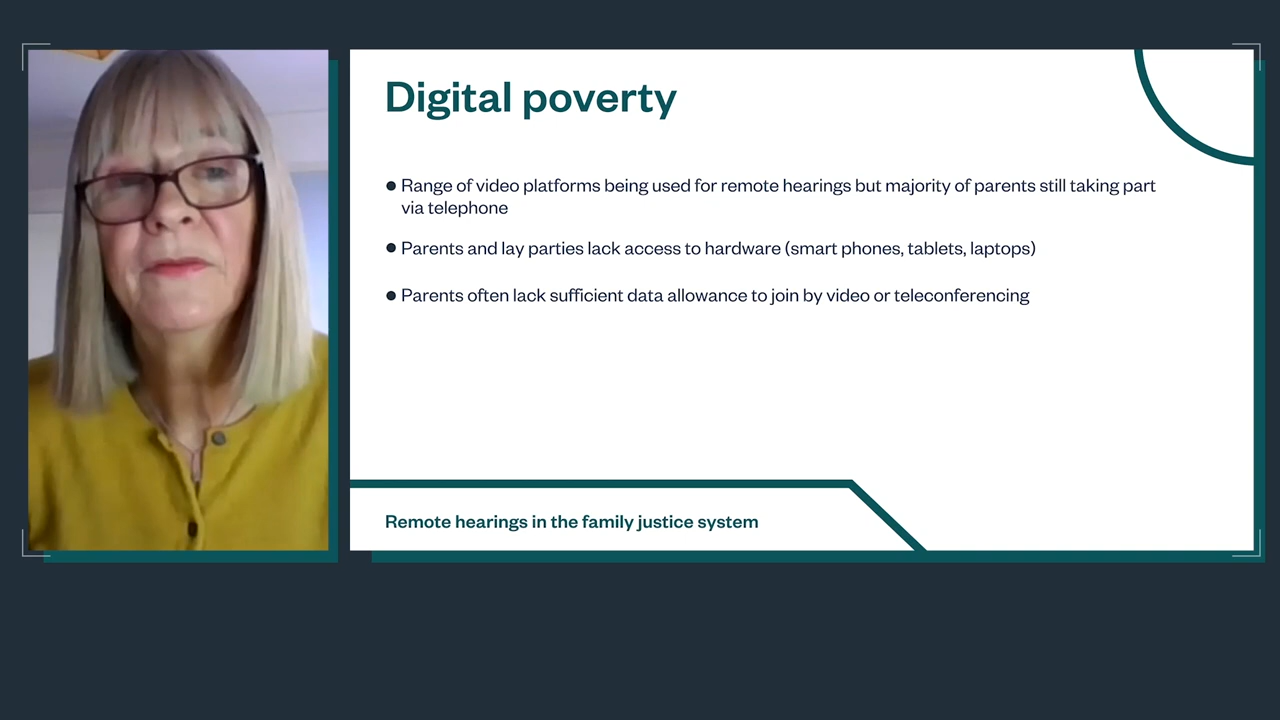 Digital poverty
● Range of video platforms being used for remote hearings but majority of parents still taking part
via telephone
● Parents and lay parties lack access to hardware (smart phones, tablets, laptops)
● Parents often lack sufficient data allowance to join by video or teleconferencing
Remote hearings in the family justice system